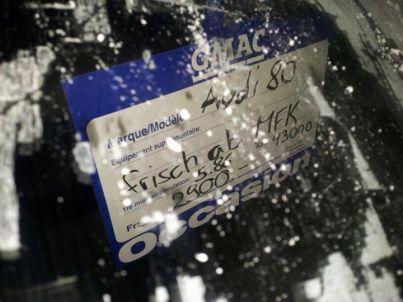 GMAC
Marque/Modèle: Audi 80
Equipement supplémentaire:
frisch ab MFK
1re mise en circulation: 5.86 Km: 43000
Fr. 2900.-
Occasion